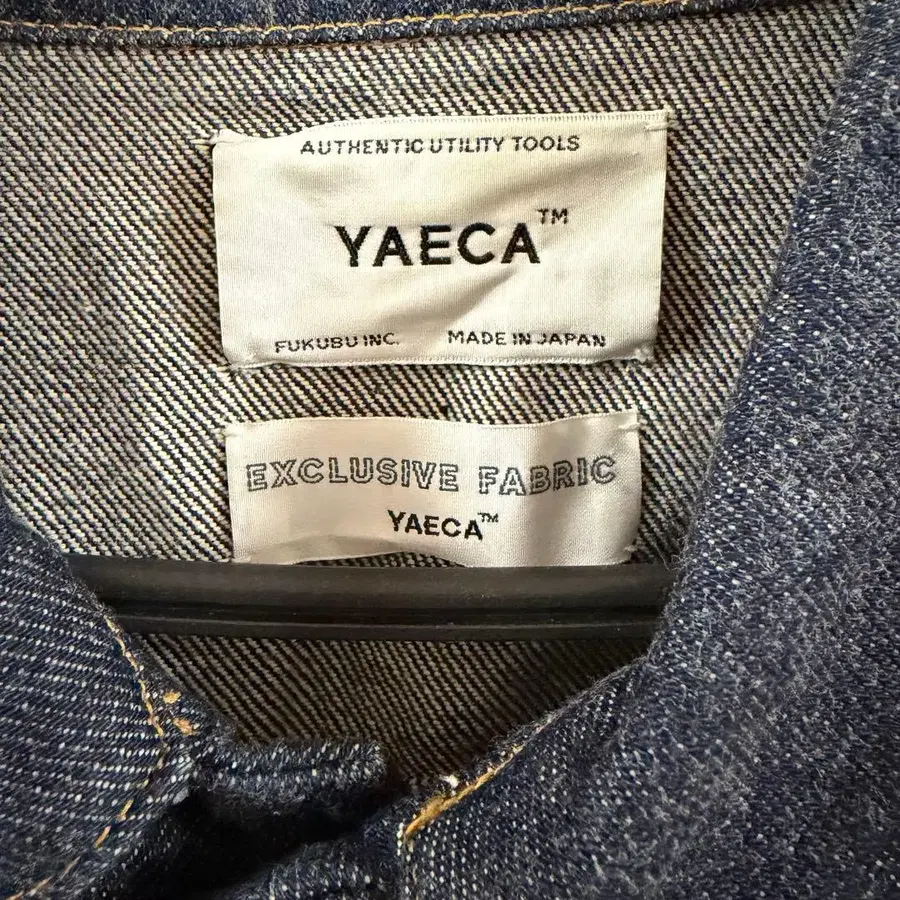 AUTHENTIC UTILITY TOOLS
YAECA™
FUKUBU INC. MADE IN JAPAN
EXCLUSIVE FABRIC
YAECA™